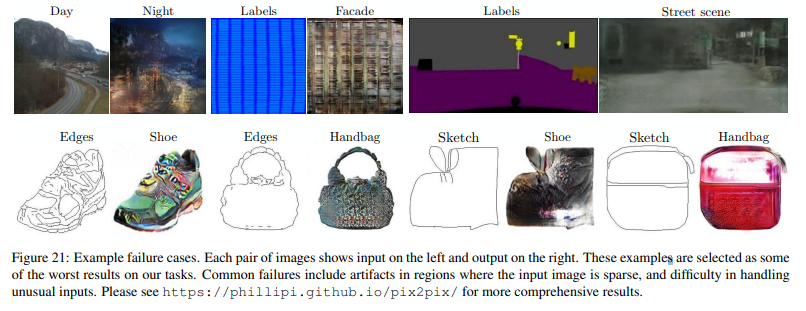 Day Night Labels Facade Labels Street scene
Edges Shoe Edges Handbag Sketch Shoe Sketch Handbag
Figure 21: Example failure cases. Each pair of images shows input on the left and output on the right. These examples are selected as some
of the worst results on our tasks. Common failures include artifacts in regions where the input image is sparse, and difficulty in handling
unusual inputs. Please see https://phillipi.github.io/pix2pix/ for more comprehensive results.